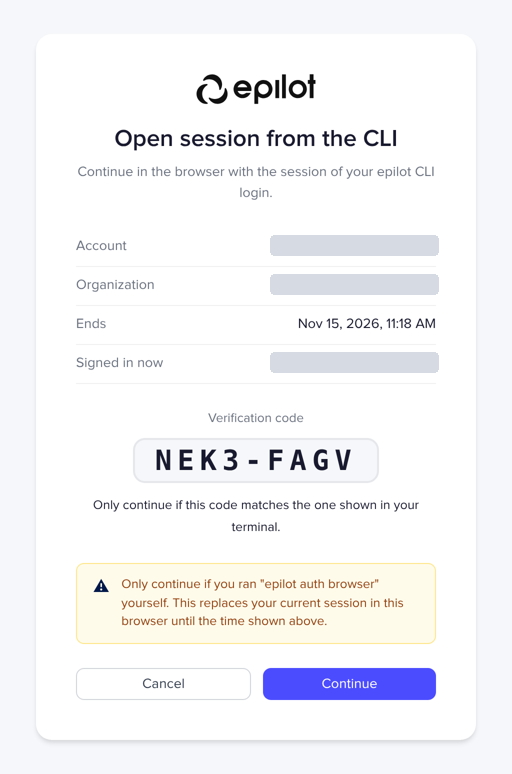 epilot
Open session from the CLI
Continue in the browser with the session of your epilot CLI
login.
Account
Organization
Ends Nov 15, 2026, 11:18 AM
Signed in now
Verification code
NEK3-FAGV
Only continue if this code matches the one shown in your
terminal.
Only continue if you ran "epilot auth browser"
yourself. This replaces your current session in this
browser until the time shown above.
Cancel Continue